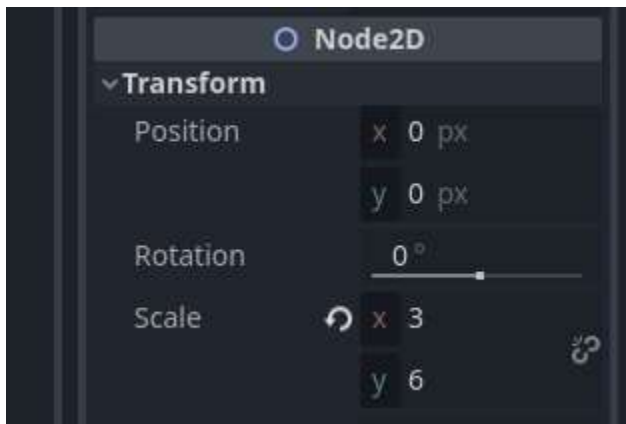 Node2D
Transform
Position x 0 px
y 0 px
Rotation 0°
Scale x 3
y 6